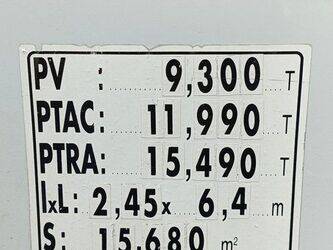 PV : 9,300 T
PTAC: 11,990 T
PTRA: 15,490 T
lxL: 2,45x 6,4 m
S: 15,680 m²